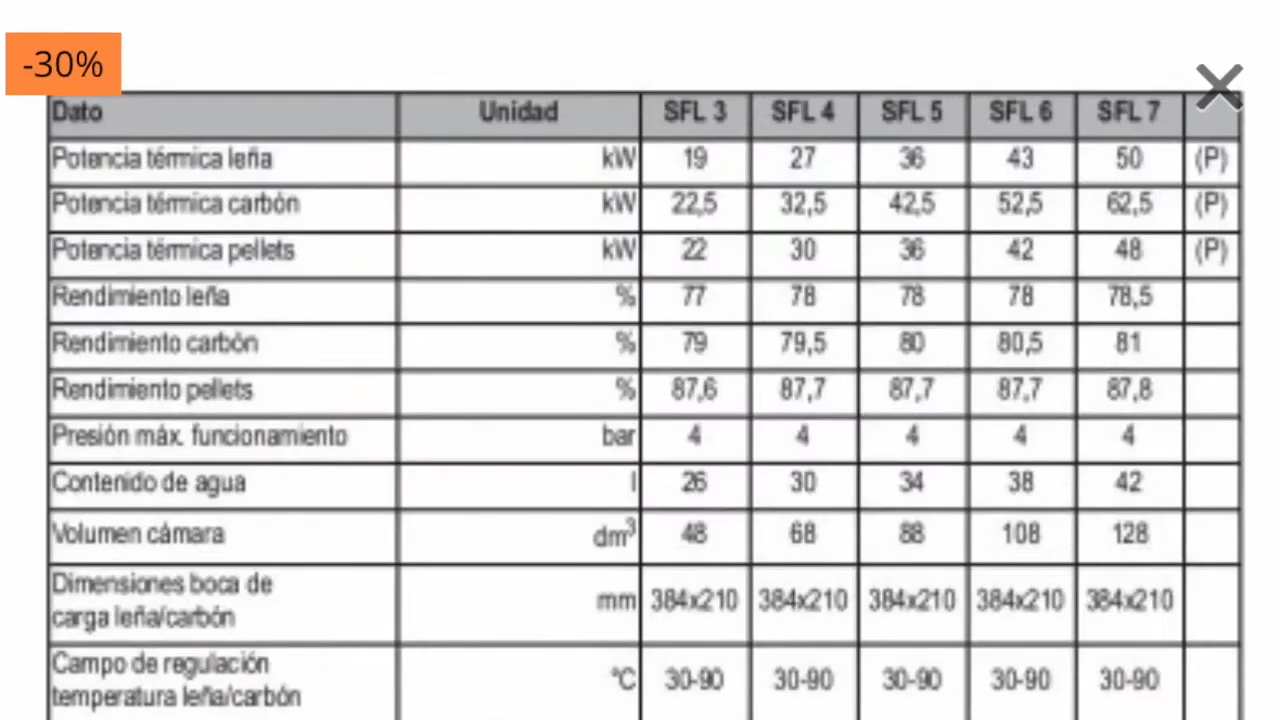 -30%
Dato Unidad SFL 3 SFL 4 SFL 5 SFL 6 SFL 7
Potencia térmica leña kW 19 27 36 43 50 (P)
Potencia térmica carbón kW 22,5 32,5 42,5 52,5 62,5 (P)
Potencia térmica pellets kW 22 30 36 42 48 (P)
Rendimiento leña % 77 78 78 78 78,5
Rendimiento carbón % 79 79,5 80 80,5 81
Rendimiento pellets % 87,6 87,7 87,7 87,7 87,8
Presión máx. funcionamiento bar 4 4 4 4 4
Contenido de agua l 26 30 34 38 42
Volumen cámara dm³ 48 68 88 108 128
Dimensiones boca de
carga leña/carbón mm 384x210 384x210 384x210 384x210 384x210
Campo de regulación
temperatura leña/carbón °C 30-90 30-90 30-90 30-90 30-90